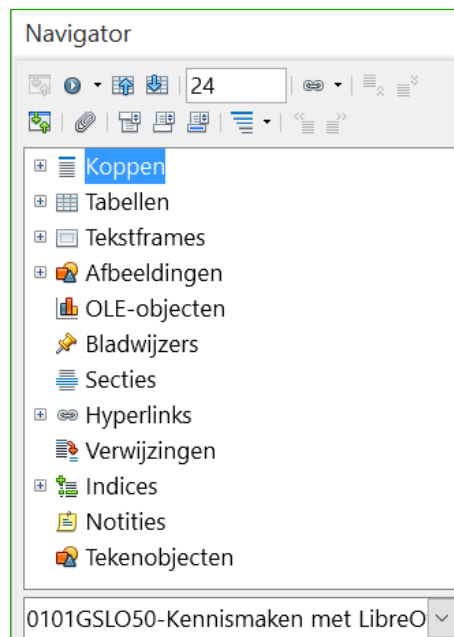 Navigator
24
Koppen
Tabellen
Tekstframes
Afbeeldingen
OLE-objecten
Bladwijzers
Secties
Hyperlinks
Verwijzingen
Indices
Notities
Tekenobjecten
0101GSLO50-Kennismaken met LibreO